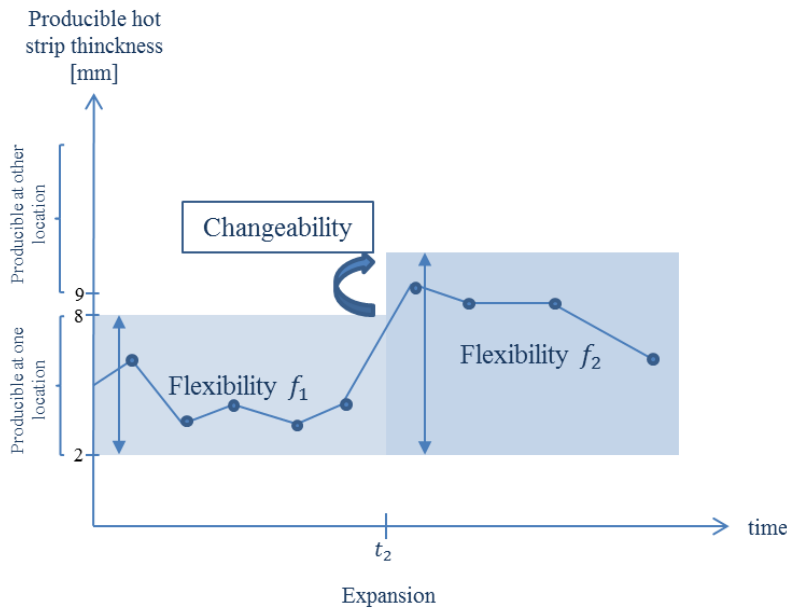 Producible hot
strip thinckness
[mm]
Producible at other
location
Changeability
9
8
Producible at one
location
Flexibility f₁
Flexibility f₂
2
time
t₂
Expansion